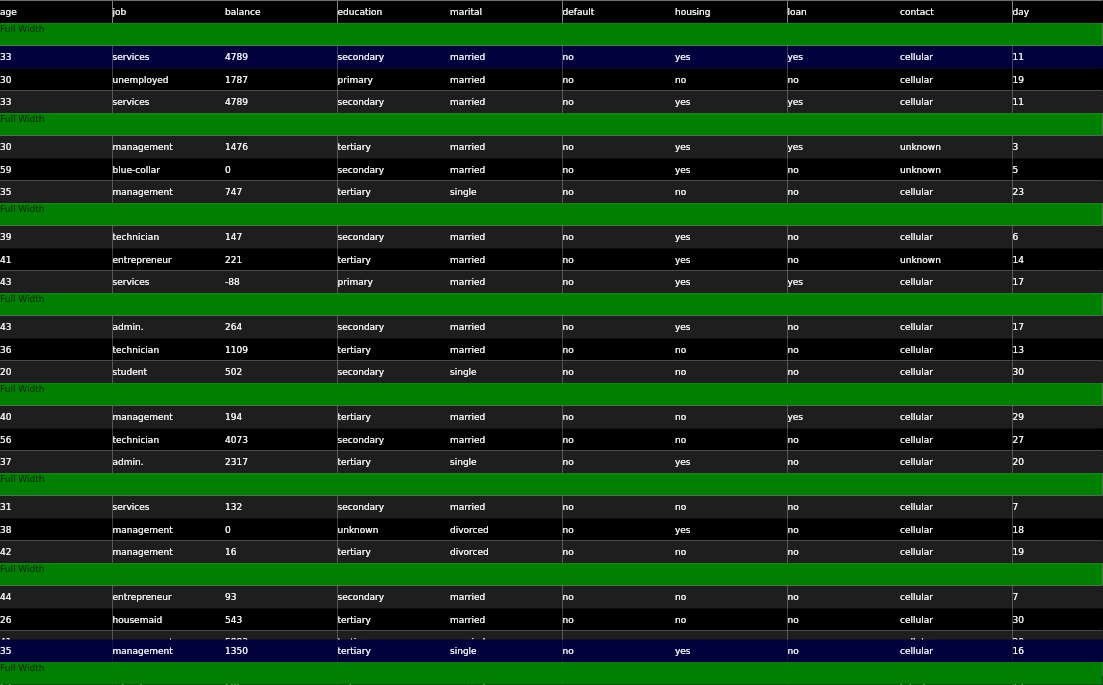 age job balance education marital default housing loan contact day
Full Width
33 services 4789 secondary married no yes yes cellular 11
30 unemployed 1787 primary married no no no cellular 19
33 services 4789 secondary married no yes yes cellular 11
Full Width
30 management 1476 tertiary married no yes yes unknown 3
59 blue-collar 0 secondary married no yes no unknown 5
35 management 747 tertiary single no no no cellular 23
Full Width
39 technician 147 secondary married no yes no cellular 6
41 entrepreneur 221 tertiary married no yes no unknown 14
43 services -88 primary married no yes yes cellular 17
Full Width
43 admin. 264 secondary married no yes no cellular 17
36 technician 1109 tertiary married no no no cellular 13
20 student 502 secondary single no no no cellular 30
Full Width
40 management 194 tertiary married no no yes cellular 29
56 technician 4073 secondary married no no no cellular 27
37 admin. 2317 tertiary single no yes no cellular 20
Full Width
31 services 132 secondary married no no no cellular 7
38 management 0 unknown divorced no yes no cellular 18
42 management 16 tertiary divorced no no no cellular 19
Full Width
44 entrepreneur 93 secondary married no no no cellular 7
26 housemaid 543 tertiary married no no no cellular 30
35 management 1350 tertiary single no yes no cellular 16
Full Width